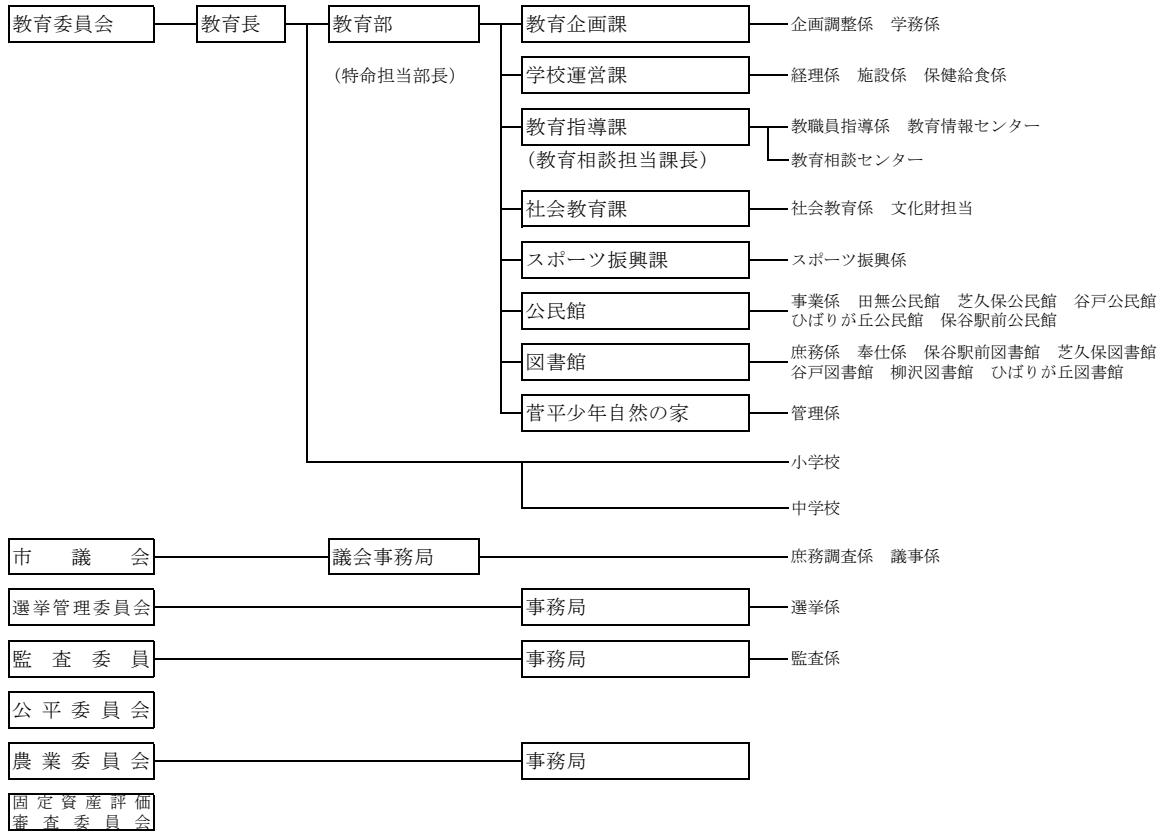 教育委員会 教育長 教育部 教育企画課 企画調整係 学務係
(特命担当部長) 学校運営課 経理係 施設係 保健給食係
教育指導課 教職員指導係 教育情報センター
(教育相談担当課長) 教育相談センター
社会教育課 社会教育係 文化財担当
スポーツ振興課 スポーツ振興係
公民館 事業係 田無公民館 芝久保公民館 谷戸公民館
ひばりが丘公民館 保谷駅前公民館
図書館 庶務係 奉仕係 保谷駅前図書館 芝久保図書館
谷戸図書館 柳沢図書館 ひばりが丘図書館
菅平少年自然の家 管理係
小学校
中学校
市議会 議会事務局 庶務調査係 議事係
選挙管理委員会 事務局 選挙係
監査委員 事務局 監査係
公平委員会
農業委員会 事務局
固定資産評価
審査委員会